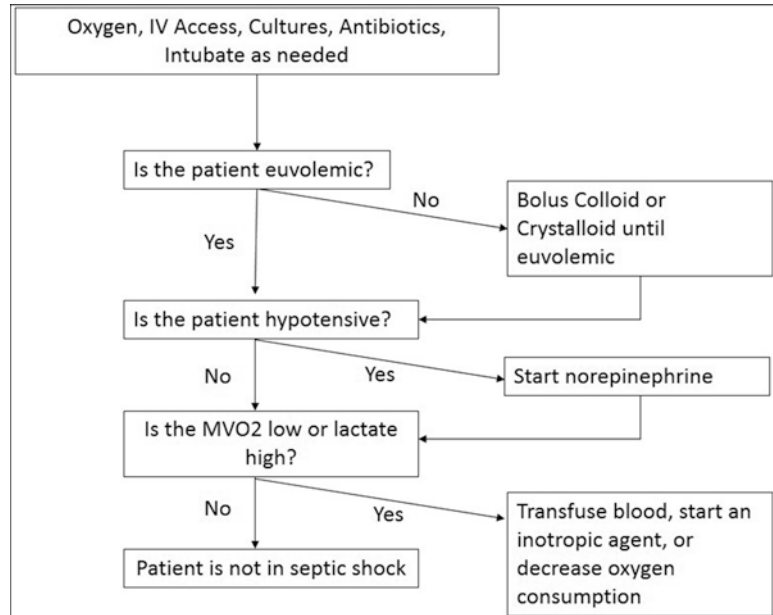 Oxygen, IV Access, Cultures, Antibiotics,
Intubate as needed
Is the patient euvolemic?
No
Bolus Colloid or
Crystalloid until
euvolemic
Yes
Is the patient hypotensive?
No
Yes
Start norepinephrine
Is the MVO2 low or lactate
high?
No
Yes
Transfuse blood, start an
inotropic agent, or
decrease oxygen
consumption
Patient is not in septic shock